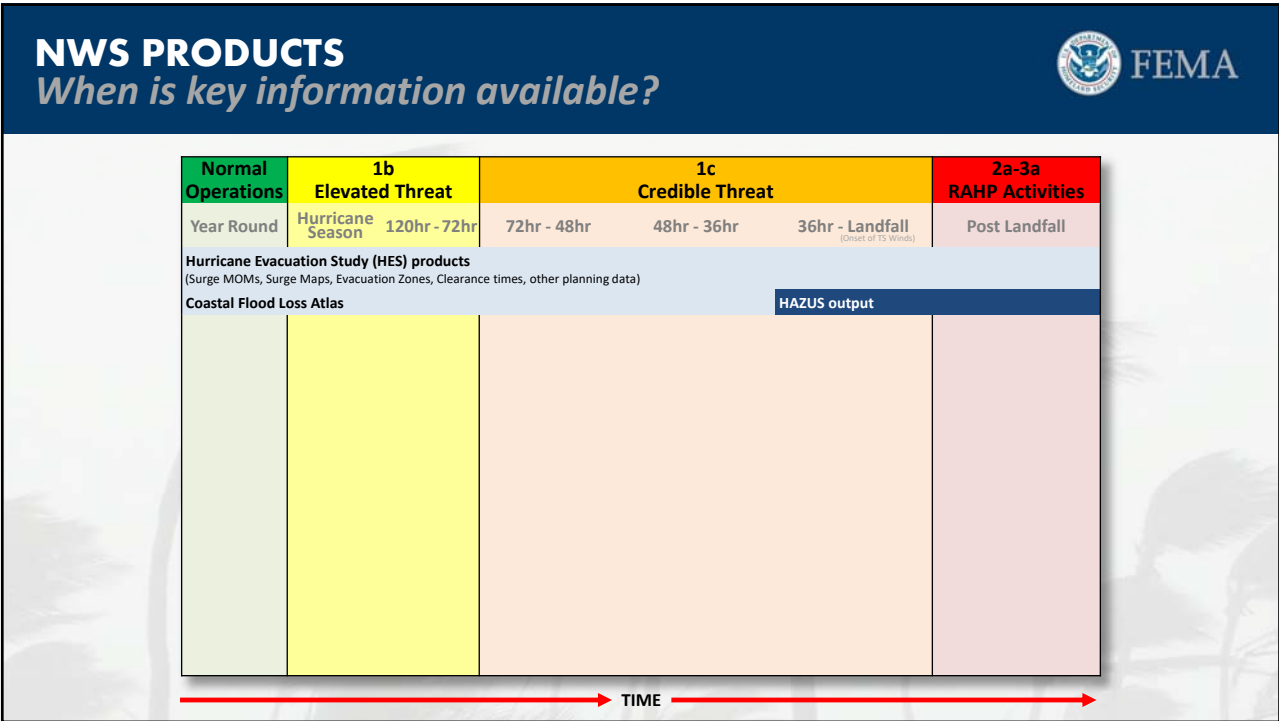 NWS PRODUCTS
When is key information available?
FEMA
Normal Operations
1b
Elevated Threat
1c
Credible Threat
2a-3a
RAHP Activities
Year Round
Hurricane Season
120hr - 72hr
72hr - 48hr
48hr - 36hr
36hr - Landfall
(Onset of TS Winds)
Post Landfall
Hurricane Evacuation Study (HES) products
(Surge MOMs, Surge Maps, Evacuation Zones, Clearance times, other planning data)
Coastal Flood Loss Atlas
HAZUS output
TIME